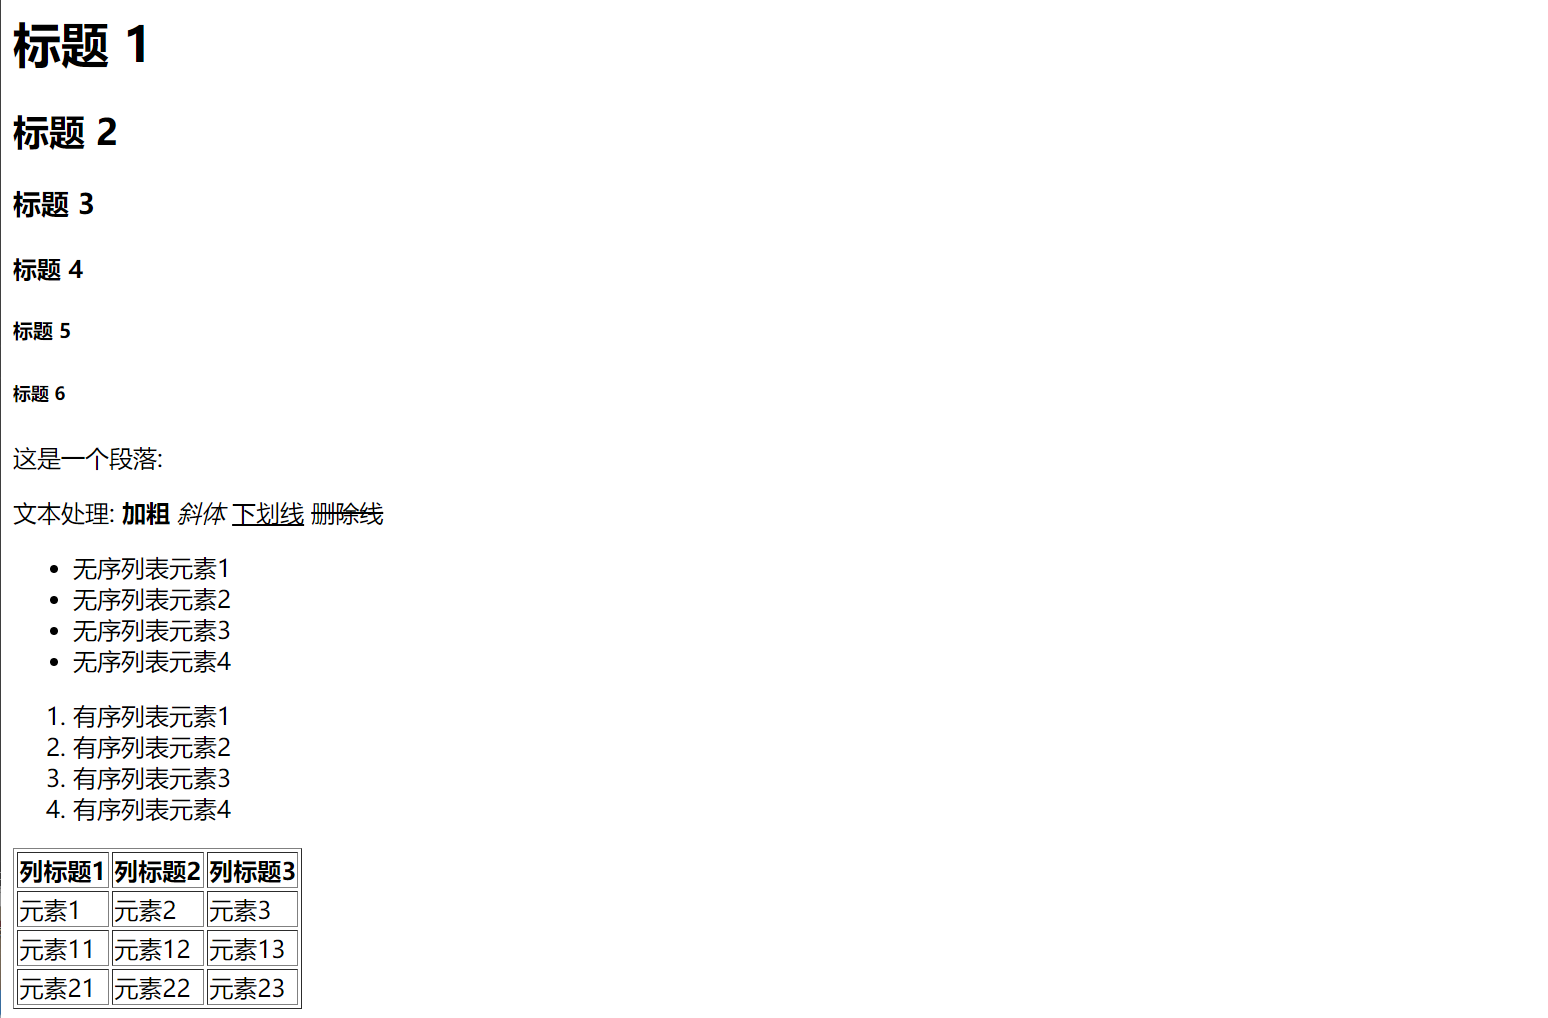 标题 1
标题 2
标题 3
标题 4
标题 5
标题 6
这是一个段落:
文本处理: 加粗 斜体 下划线 删除线
• 无序列表元素1
• 无序列表元素2
• 无序列表元素3
• 无序列表元素4
1. 有序列表元素1
2. 有序列表元素2
3. 有序列表元素3
4. 有序列表元素4
列标题1 列标题2 列标题3
元素1 元素2 元素3
元素11 元素12 元素13
元素21 元素22 元素23